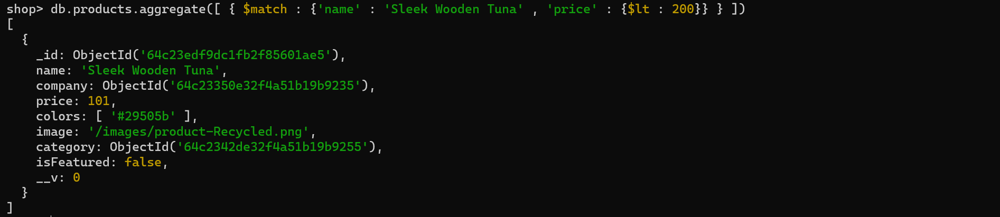 shop> db.products.aggregate([ { $match : {'name' : 'Sleek Wooden Tuna' , 'price' : {$lt : 200}} } ])
[
  {
    _id: ObjectId('64c23edf9dc1fb2f85601ae5'),
    name: 'Sleek Wooden Tuna',
    company: ObjectId('64c23350e32f4a51b19b9235'),
    price: 101,
    colors: [ '#29505b' ],
    image: '/images/product-Recycled.png',
    category: ObjectId('64c2342de32f4a51b19b9255'),
    isFeatured: false,
    __v: 0
  }
]